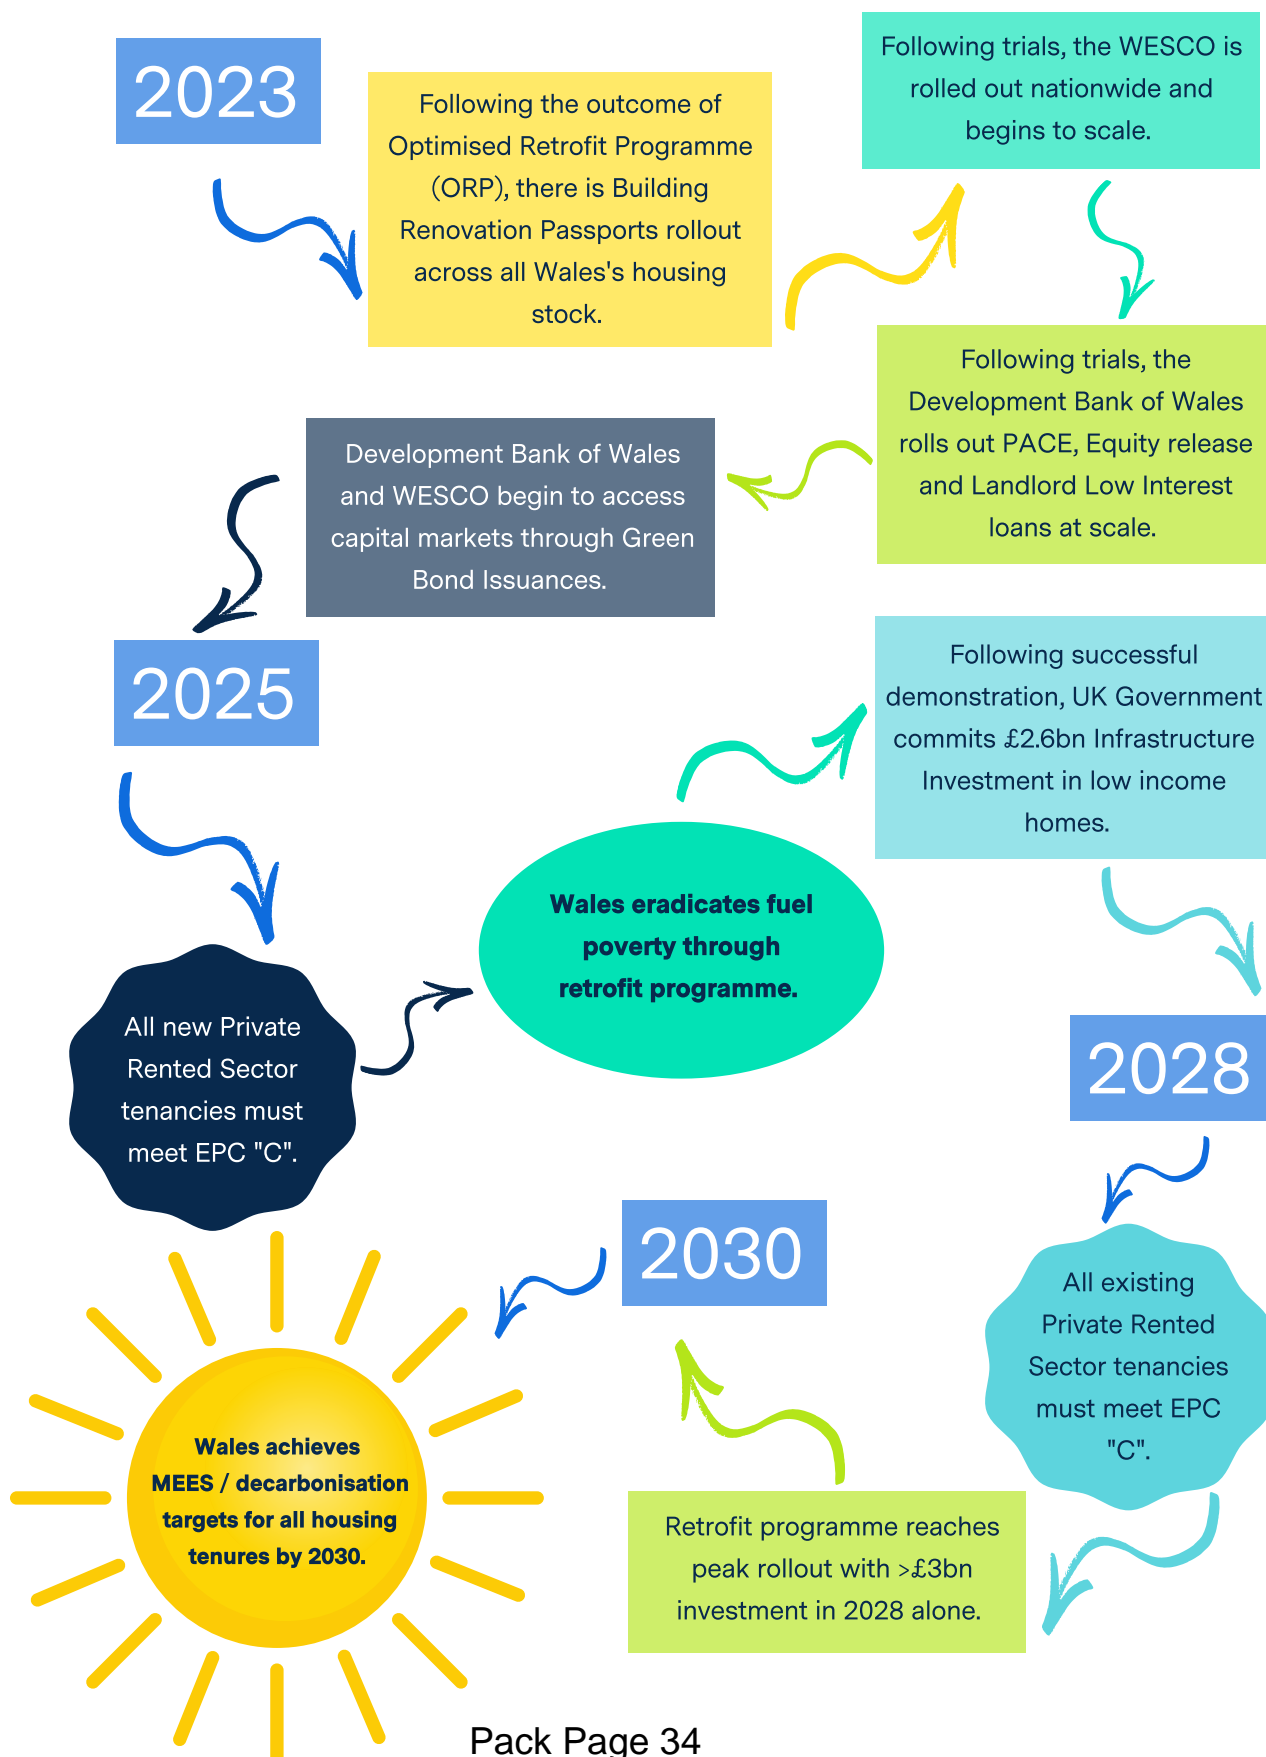 2023
Following the outcome of
Optimised Retrofit Programme
(ORP), there is Building
Renovation Passports rollout
across all Wales's housing
stock.
Following trials, the WESCO is
rolled out nationwide and
begins to scale.
Following trials, the
Development Bank of Wales
rolls out PACE, Equity release
and Landlord Low Interest
loans at scale.
Development Bank of Wales
and WESCO begin to access
capital markets through Green
Bond Issuances.
2025
All new Private
Rented Sector
tenancies must
meet EPC "C".
Wales eradicates fuel
poverty through
retrofit programme.
Following successful
demonstration, UK Government
commits £2.6bn Infrastructure
Investment in low income
homes.
2028
All existing
Private Rented
Sector tenancies
must meet EPC
"C".
Retrofit programme reaches
peak rollout with >£3bn
investment in 2028 alone.
2030
Wales achieves
MEES / decarbonisation
targets for all housing
tenures by 2030.
Pack Page 34